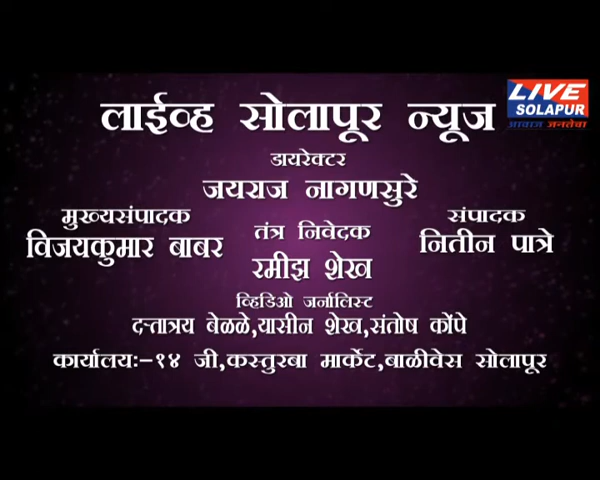 LIVE
SOLAPUR
आवाज जनतेचा
लाईव्ह सोलापूर न्यूज
डायरेक्टर
जयराज नागणसुरे
मुख्यसंपादक
विजयकुमार बाबर
तंत्र निवेदक
रमीझ शेख
संपादक
नितीन पात्रे
व्हिडिओ जर्नालिस्ट
दत्तात्रय बेळळे,यासीन शेख,संतोष कोंपे
कार्यालयः-१४ जी,कस्तुरबा मार्केट,बाळीवेस सोलापूर